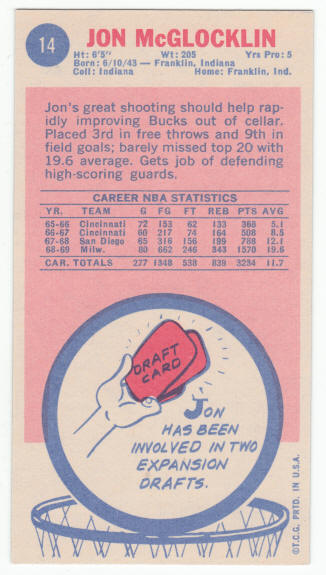 14
JON McGLOCKLIN
Ht: 6'5" Wt: 205 Yrs Pro: 5
Born: 6/10/43 — Franklin, Indiana
Coll: Indiana Home: Franklin, Ind.
Jon's great shooting should help rap-
idly improving Bucks out of cellar.
Placed 3rd in free throws and 9th in
field goals; barely missed top 20 with
19.6 average. Gets job of defending
high-scoring guards.
CAREER NBA STATISTICS
YR. TEAM G FG FT REB PTS AVG
65-66 Cincinnati 72 153 62 133 368 5.1
66-67 Cincinnati 60 217 74 164 508 8.5
67-68 San Diego 65 316 156 199 788 12.1
68-69 Milw. 80 662 246 343 1570 19.6
CAR. TOTALS 277 1348 538 839 3234 11.7
DRAFT
CARD
JON
HAS BEEN
INVOLVED IN TWO
EXPANSION
DRAFTS.
©T.C.G. PRTD. IN U.S.A.